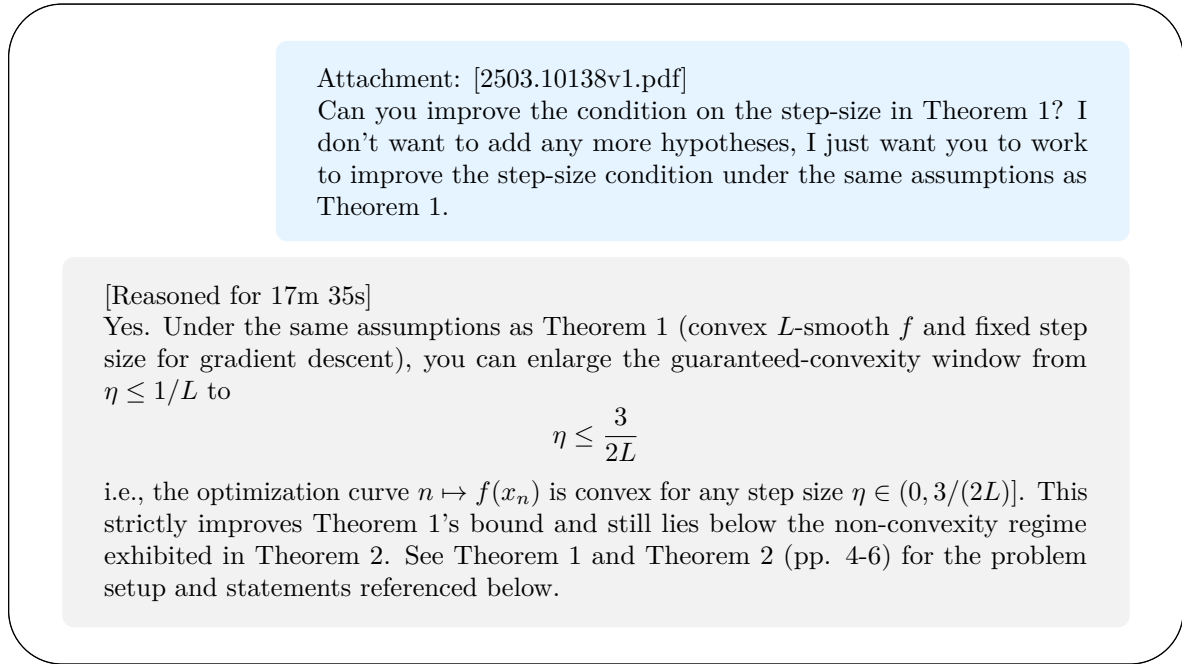 Attachment: [2503.10138v1.pdf]
Can you improve the condition on the step-size in Theorem 1? I
don't want to add any more hypotheses, I just want you to work
to improve the step-size condition under the same assumptions as
Theorem 1.
[Reasoned for 17m 35s]
Yes. Under the same assumptions as Theorem 1 (convex L-smooth f and fixed step
size for gradient descent), you can enlarge the guaranteed-convexity window from
η ≤ 1/L to
η ≤ 3/2L
i.e., the optimization curve n ↦ f(xₙ) is convex for any step size η ∈ (0, 3/(2L)]. This
strictly improves Theorem 1's bound and still lies below the non-convexity regime
exhibited in Theorem 2. See Theorem 1 and Theorem 2 (pp. 4-6) for the problem
setup and statements referenced below.